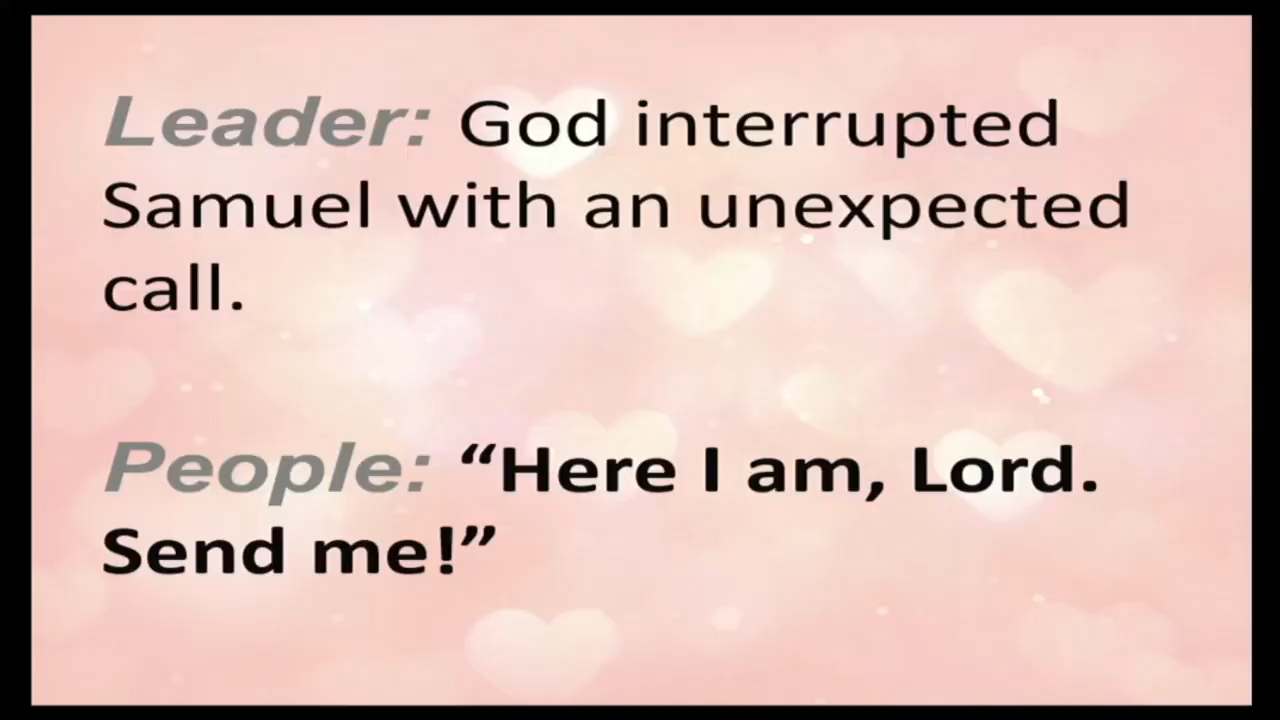 Leader: God interrupted
Samuel with an unexpected
call.
People: “Here I am, Lord.
Send me!”